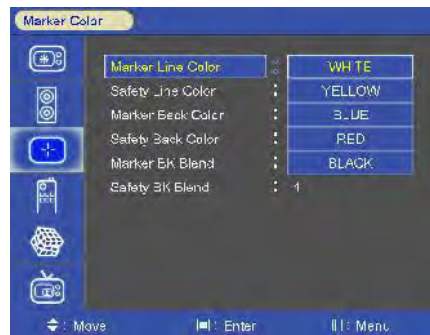 Marker Color
Marker Line Color : WHITE
Safety Line Color : YELLOW
Marker Back Color : BLUE
Safety Back Color : RED
Marker BK Blend : BLACK
Safety BK Blend : 4
: Move : Enter : Menu